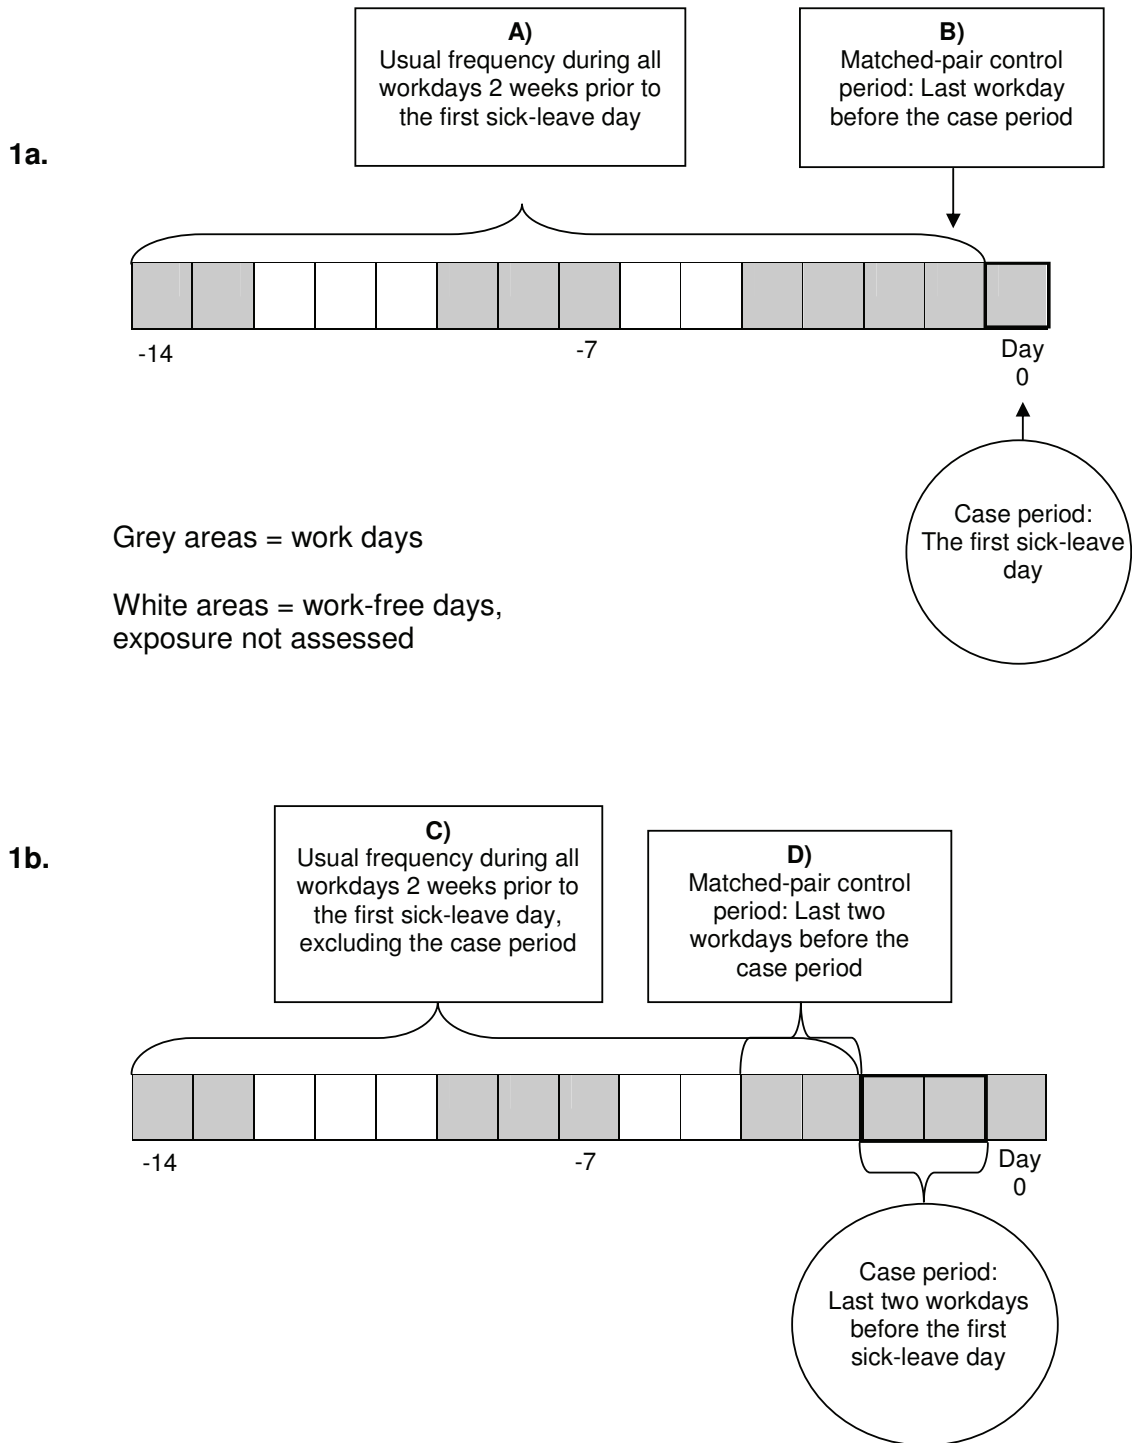 1a.
A)
Usual frequency during all
workdays 2 weeks prior to
the first sick-leave day
B)
Matched-pair control
period: Last workday
before the case period
-14
-7
Day
0
Case period:
The first sick-leave
day
Grey areas = work days
White areas = work-free days,
exposure not assessed
1b.
C)
Usual frequency during all
workdays 2 weeks prior to
the first sick-leave day,
excluding the case period
D)
Matched-pair control
period: Last two
workdays before the
case period
-14
-7
Day
0
Case period:
Last two workdays
before the first
sick-leave day